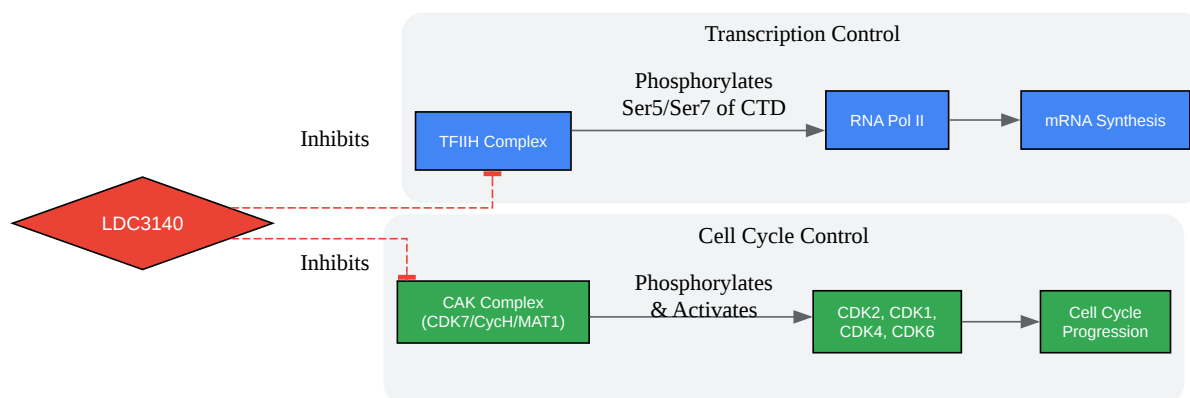 Transcription Control
Phosphorylates
Ser5/Ser7 of CTD
Inhibits
TFIIH Complex
RNA Pol II
mRNA Synthesis
LDC3140
Cell Cycle Control
Inhibits
Phosphorylates
& Activates
CAK Complex
(CDK7/CycH/MAT1)
CDK2, CDK1,
CDK4, CDK6
Cell Cycle
Progression